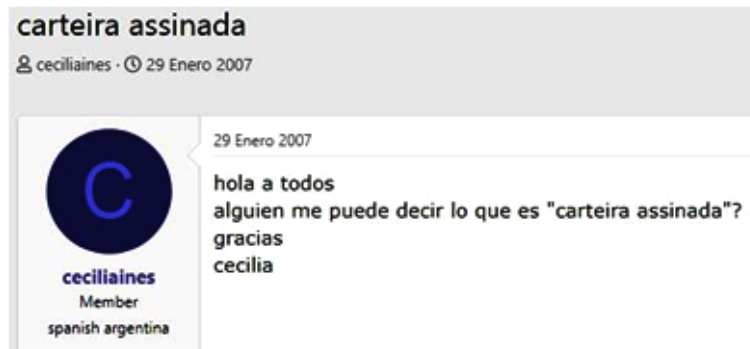 carteira assinada
ceciliaines · 29 Enero 2007
C
ceciliaines
Member
spanish argentina
29 Enero 2007
hola a todos
alguien me puede decir lo que es "carteira assinada"?
gracias
cecilia